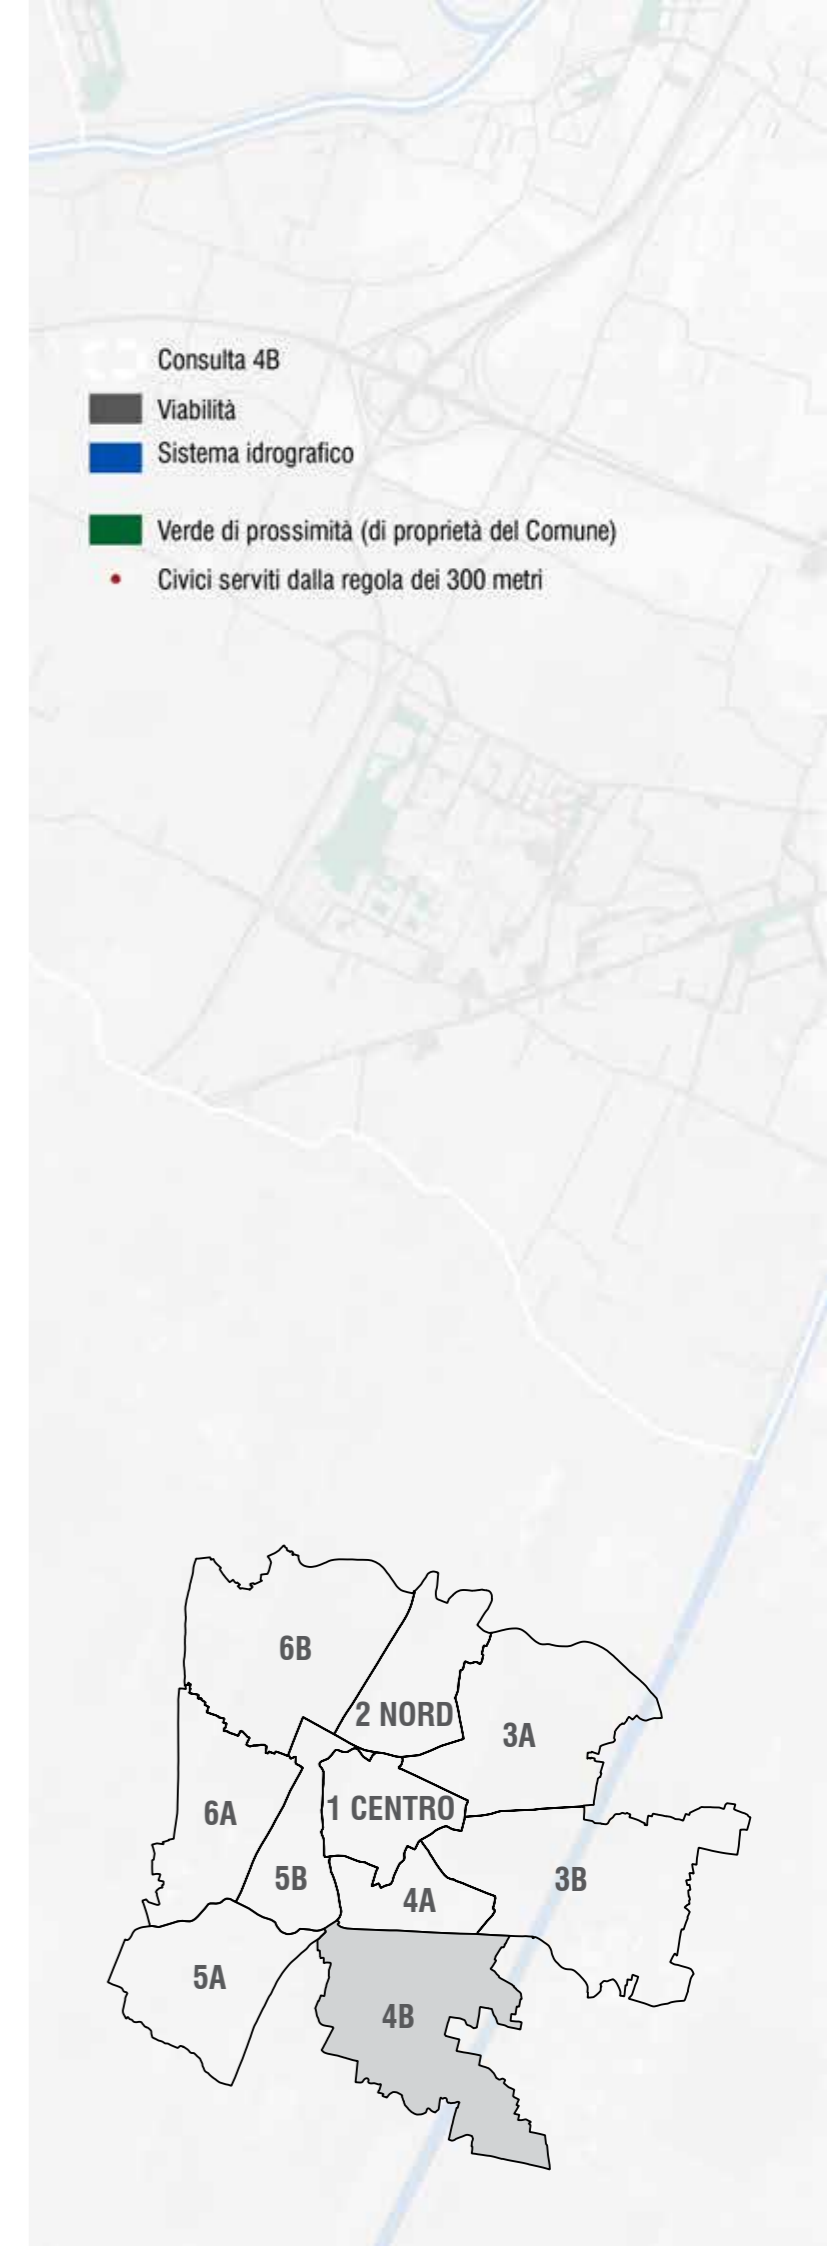 Consulta 4B
Viabilità
Sistema idrografico
Verde di prossimità (di proprietà del Comune)
Civici serviti dalla regola dei 300 metri
6B
2 NORD
3A
6A
1 CENTRO
5B
3B
4A
5A
4B